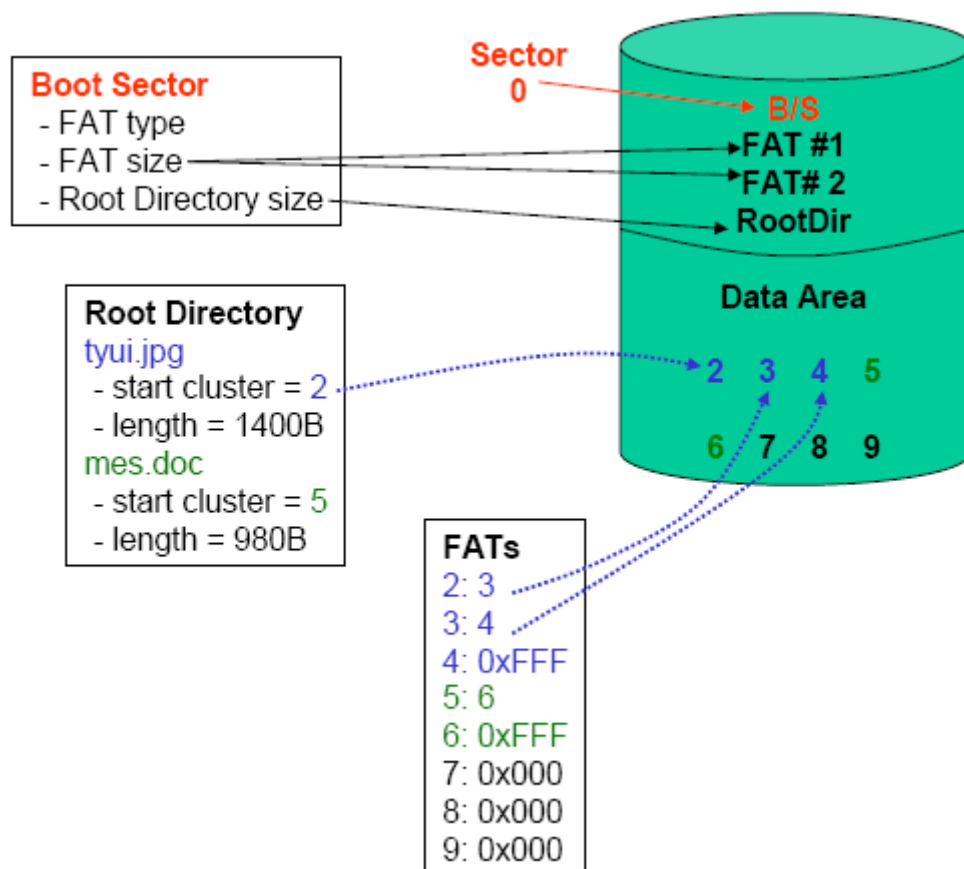 Boot Sector
- FAT type
- FAT size
- Root Directory size
Sector
0
B/S
FAT #1
FAT# 2
RootDir
Data Area
2 3 4 5
6 7 8 9
Root Directory
tyui.jpg
- start cluster = 2
- length = 1400B
mes.doc
- start cluster = 5
- length = 980B
FATs
2: 3
3: 4
4: 0xFFF
5: 6
6: 0xFFF
7: 0x000
8: 0x000
9: 0x000